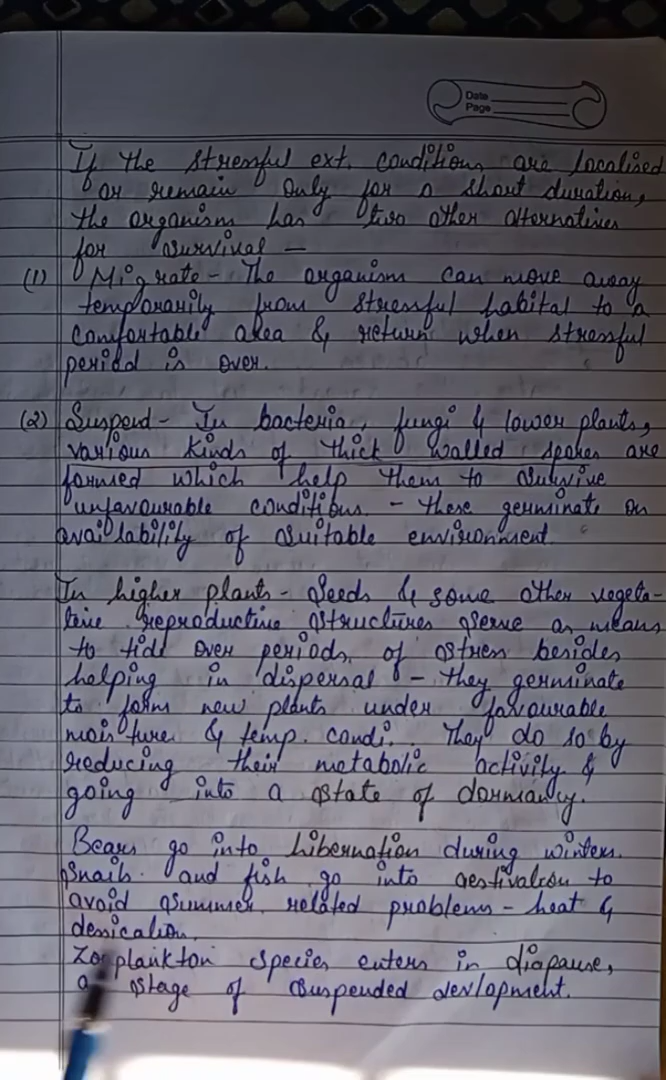 Date
Page
If the stressful ext. conditions are localised
or remain only for a short duration,
the organism has two other alternatives
for survival —
(1) Migrate - The organism can move away
temporarily from stressful habital to a
comfortable area & return when stressful
period is over.
(2) Suspend - In bacteria, fungi & lower plants,
various kinds of thick walled spores are
formed which help them to survive
unfavourable conditions. - these germinate on
availability of suitable environment.
In higher plants - Seeds & some other vegeta-
tive reproductive structures serve as means
to tide over periods of stress besides
helping in dispersal - they germinate
to form new plants under favourable
moisture & temp. condi. They do so by
reducing their metabolic activity &
going into a state of dormancy.
Bears go into hibernation during winters.
Snails and fish go into aestivation to
avoid summer related problems - heat &
dessication.
Zooplankton species enters in diapause,
a stage of suspended devlopment.